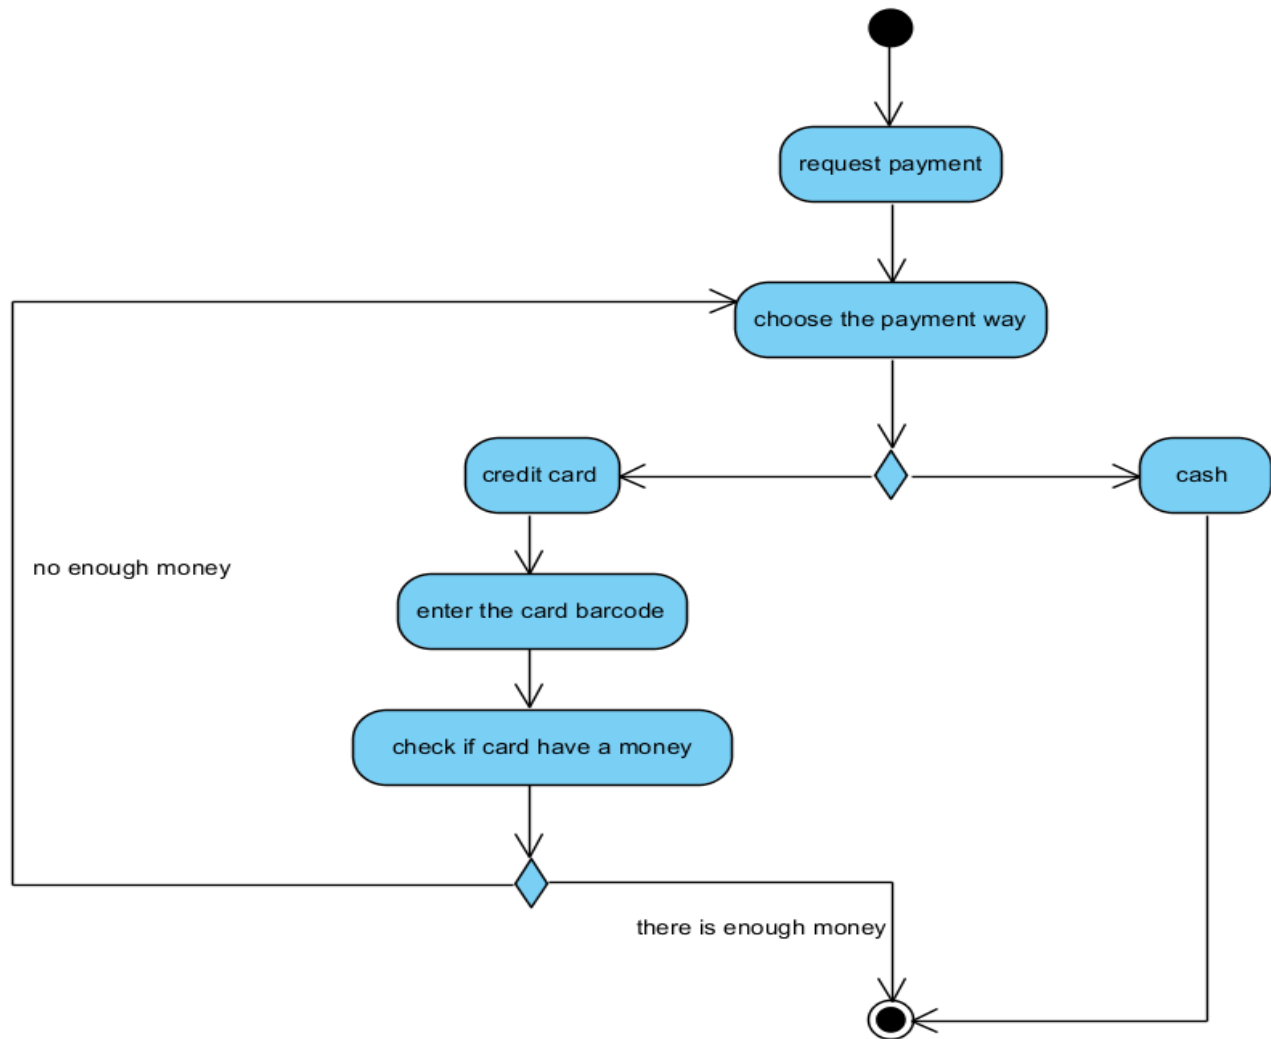 request payment
choose the payment way
credit card
cash
no enough money
enter the card barcode
check if card have a money
there is enough money